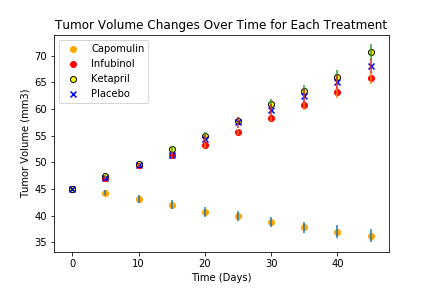 Tumor Volume Changes Over Time for Each Treatment
Tumor Volume (mm3)
70
65
60
55
50
45
40
35
Capomulin
Infubinol
Ketapril
Placebo
0 10 20 30 40
Time (Days)